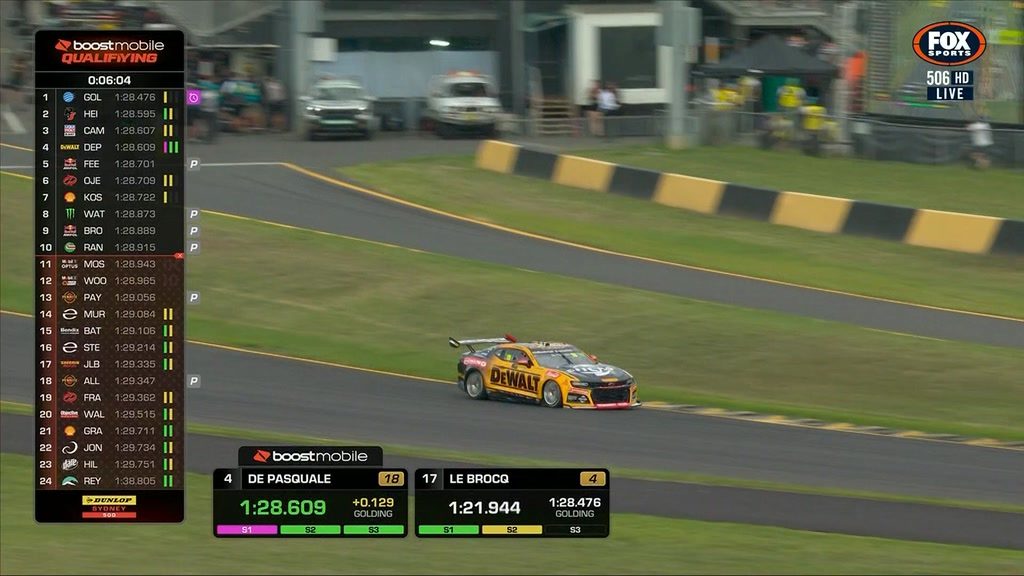 boostmobile
QUALIFYING
0:06:04
1 GOL 1:28.476
2 HEI 1:28.595
3 CAM 1:28.607
4 DEWALT DEP 1:28.609
5 FEE 1:28.701 P
6 OJE 1:28.709
7 KOS 1:28.722
8 WAT 1:28.873 P
9 BRO 1:28.889 P
10 RAN 1:28.915 P
11 MOS 1:28.943
12 WOO 1:28.965
13 PAY 1:29.056 P
14 MUR 1:29.084
15 BAT 1:29.106
16 STE 1:29.214
17 JLB 1:29.335
18 ALL 1:29.347 P
19 FRA 1:29.362
20 WAL 1:29.515
21 GRA 1:29.711
22 JON 1:29.734
23 HIL 1:29.751
24 REY 1:38.805
DUNLOP
SYDNEY
500
FOX
SPORTS
506 HD
LIVE
DEWALT
boostmobile
4 DE PASQUALE 18
1:28.609 +0.129
GOLDING
S1 S2 S3
17 LE BROCQ 4
1:21.944 1:28.476
GOLDING
S1 S2 S3